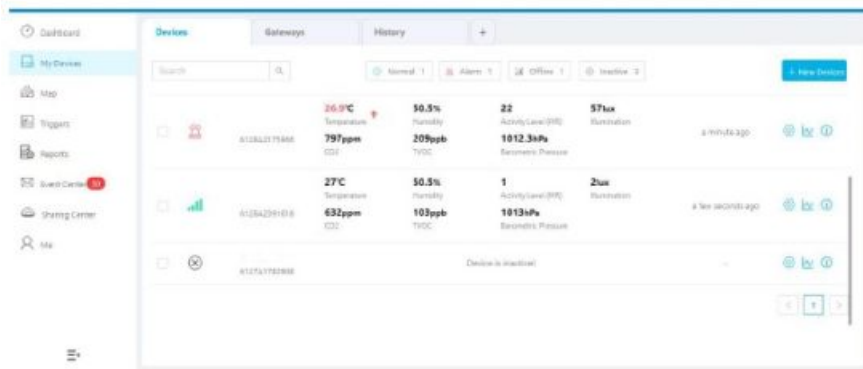 Dashboard
My Devices
Map
Triggers
Reports
Event Center
Sharing Center
Me
Devices Gateways History +
Search Normal 1 Alarm 1 Offline 1 Inactive + New Devices
26.9°C 50.5% 22 57lux
Temperature Humidity Activity Level (PIR) Illumination
a minute ago
797ppm 209ppb 1012.3hPa
CO2 TVOC Barometric Pressure
27°C 50.5% 1 2lux
Temperature Humidity Activity Level (PIR) Illumination
a few seconds ago
632ppm 103ppb 1013hPa
CO2 TVOC Barometric Pressure
Device is inactive!
1